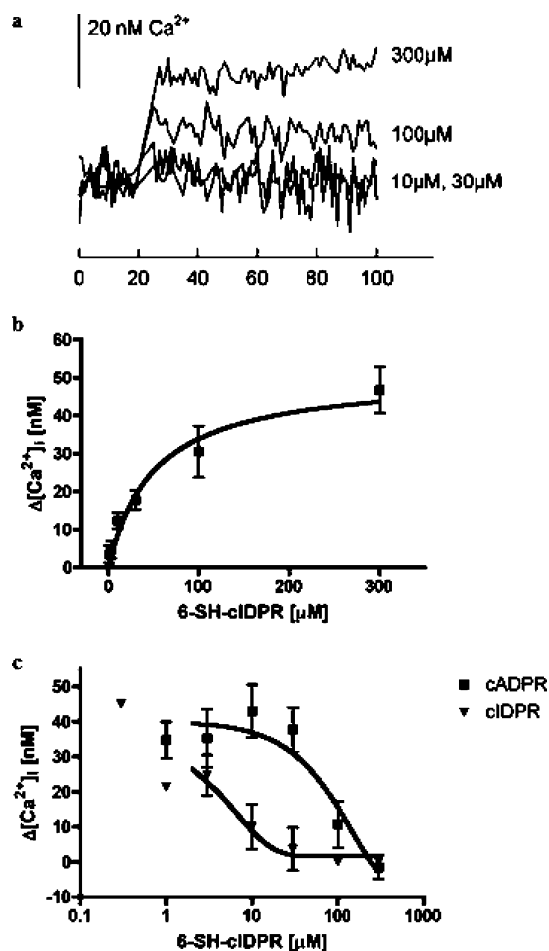 a
20 nM Ca2+
300µM
100µM
10µM, 30µM
0 20 40 60 80 100
b
60
50
40
30
20
10
0
Δ[Ca2+]i [nM]
0 100 200 300
6-SH-cIDPR [µM]
c
50
40
30
20
10
0
-10
Δ[Ca2+]i [nM]
cADPR
cIDPR
0.1 1 10 100 1000
6-SH-cIDPR [µM]